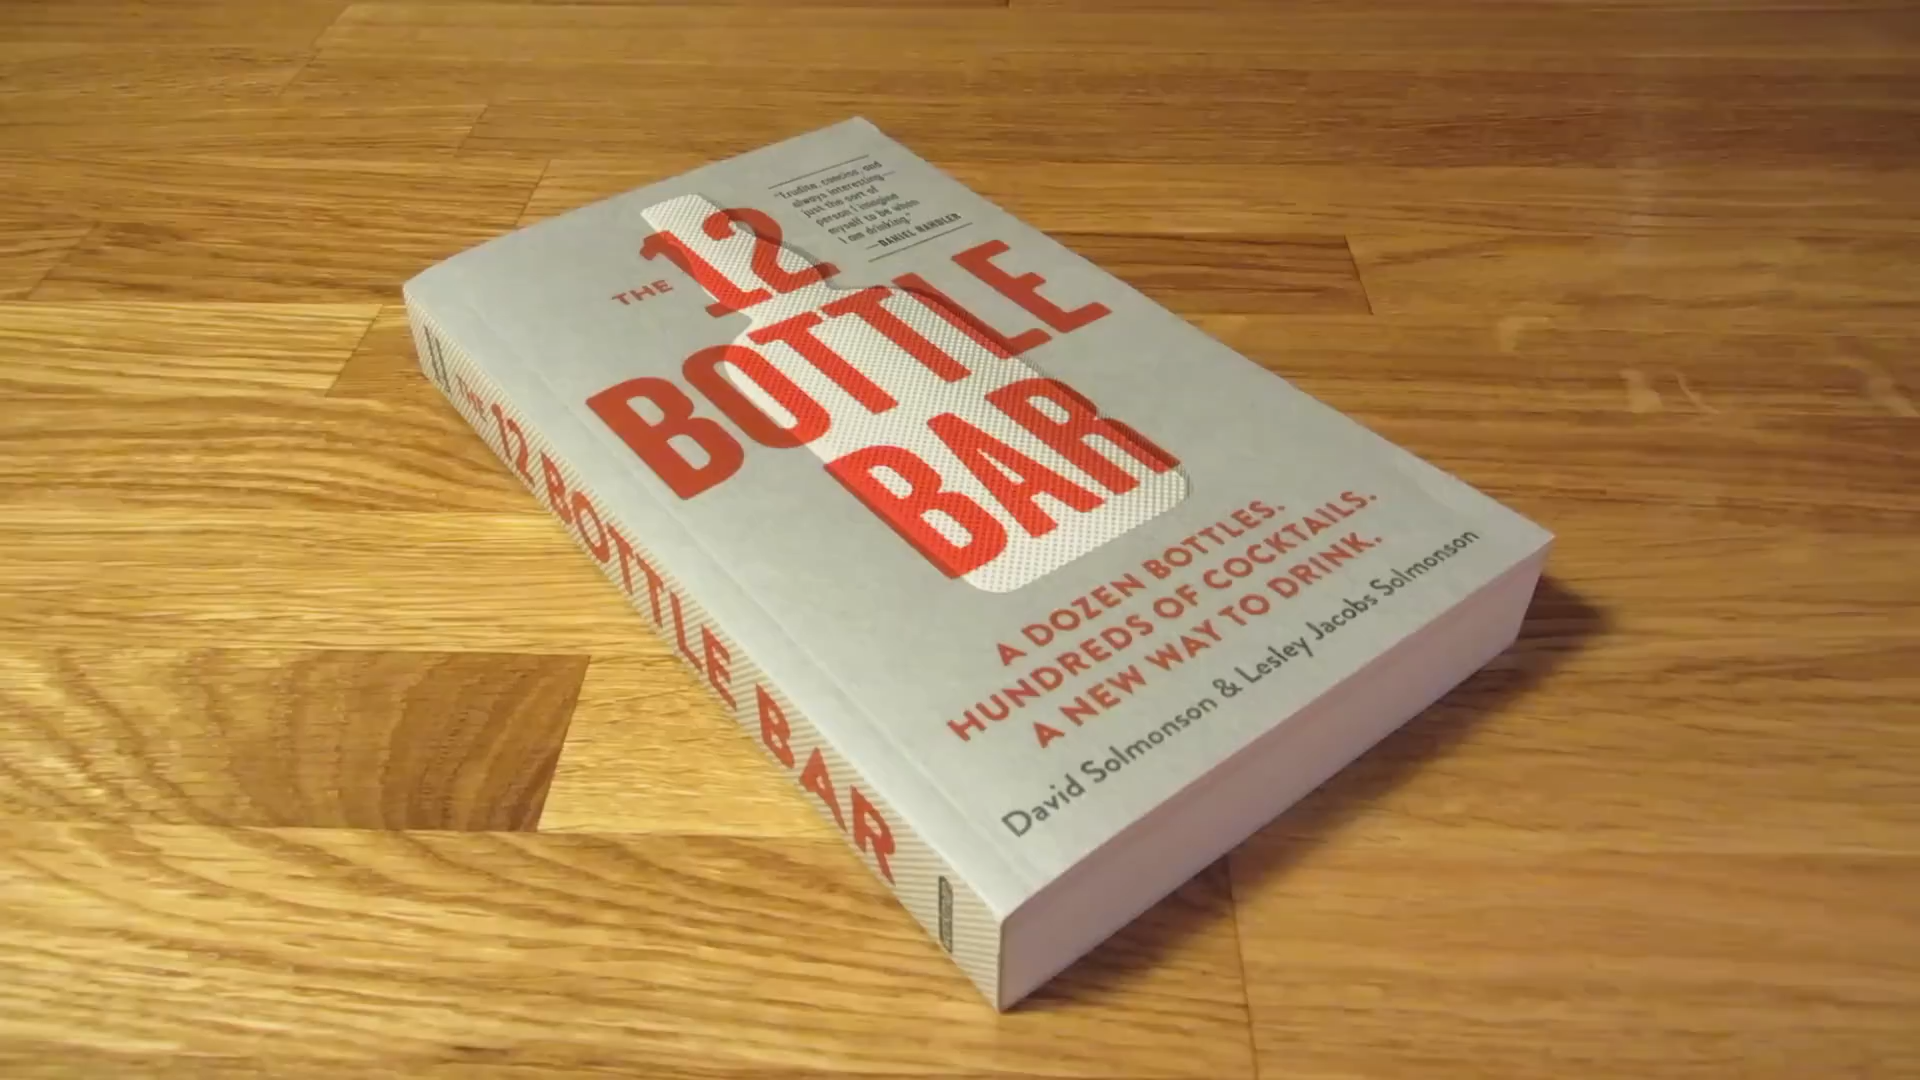 "Erudite, concise, and
always interesting—
just the sort of
person I imagine
myself to be when
I am drinking."
—DANIEL HANDLER
THE 12
BOTTLE
BAR
A DOZEN BOTTLES.
HUNDREDS OF COCKTAILS.
A NEW WAY TO DRINK.
David Solmonson & Lesley Jacobs Solmonson
THE 12 BOTTLE BAR